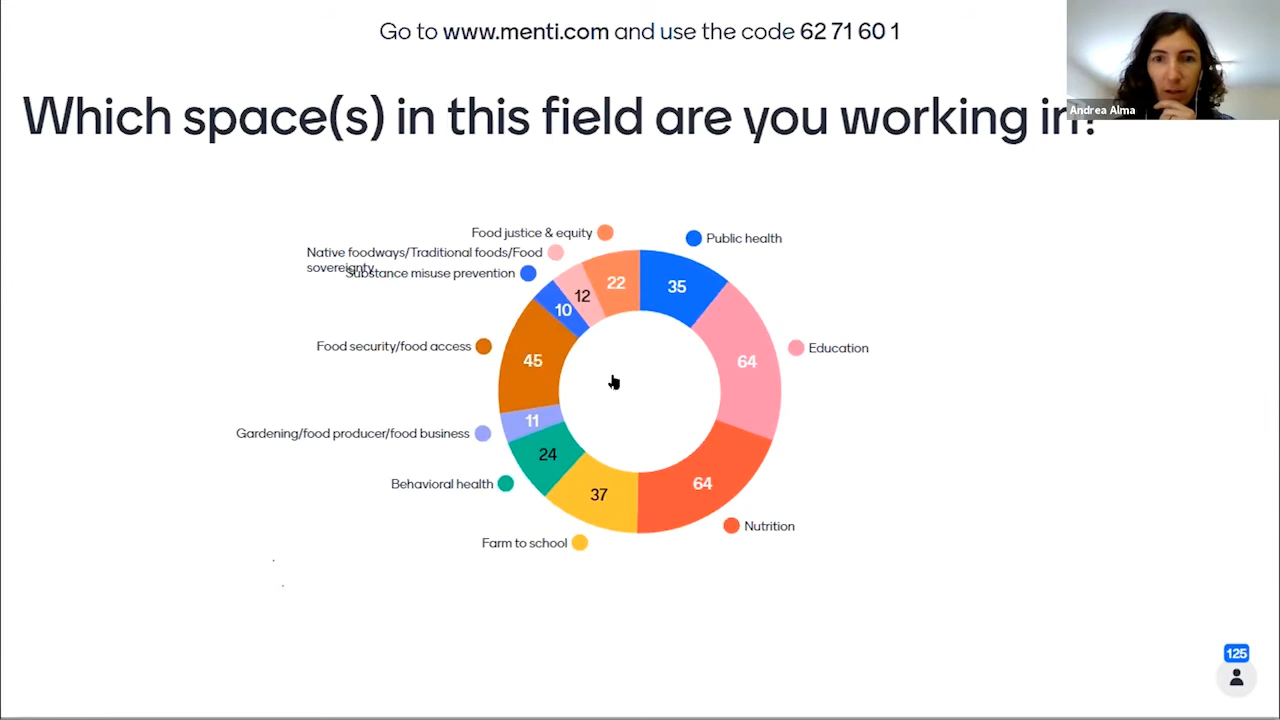 Go to www.menti.com and use the code 62 71 60 1
Andrea Alma
Which space(s) in this field are you working in?
Food justice & equity
Public health
Native foodways/Traditional foods/Food
sovereignty
Substance misuse prevention
22
35
12
10
Food security/food access
45
64
Education
11
Gardening/food producer/food business
24
Behavioral health
64
37
Nutrition
Farm to school
125